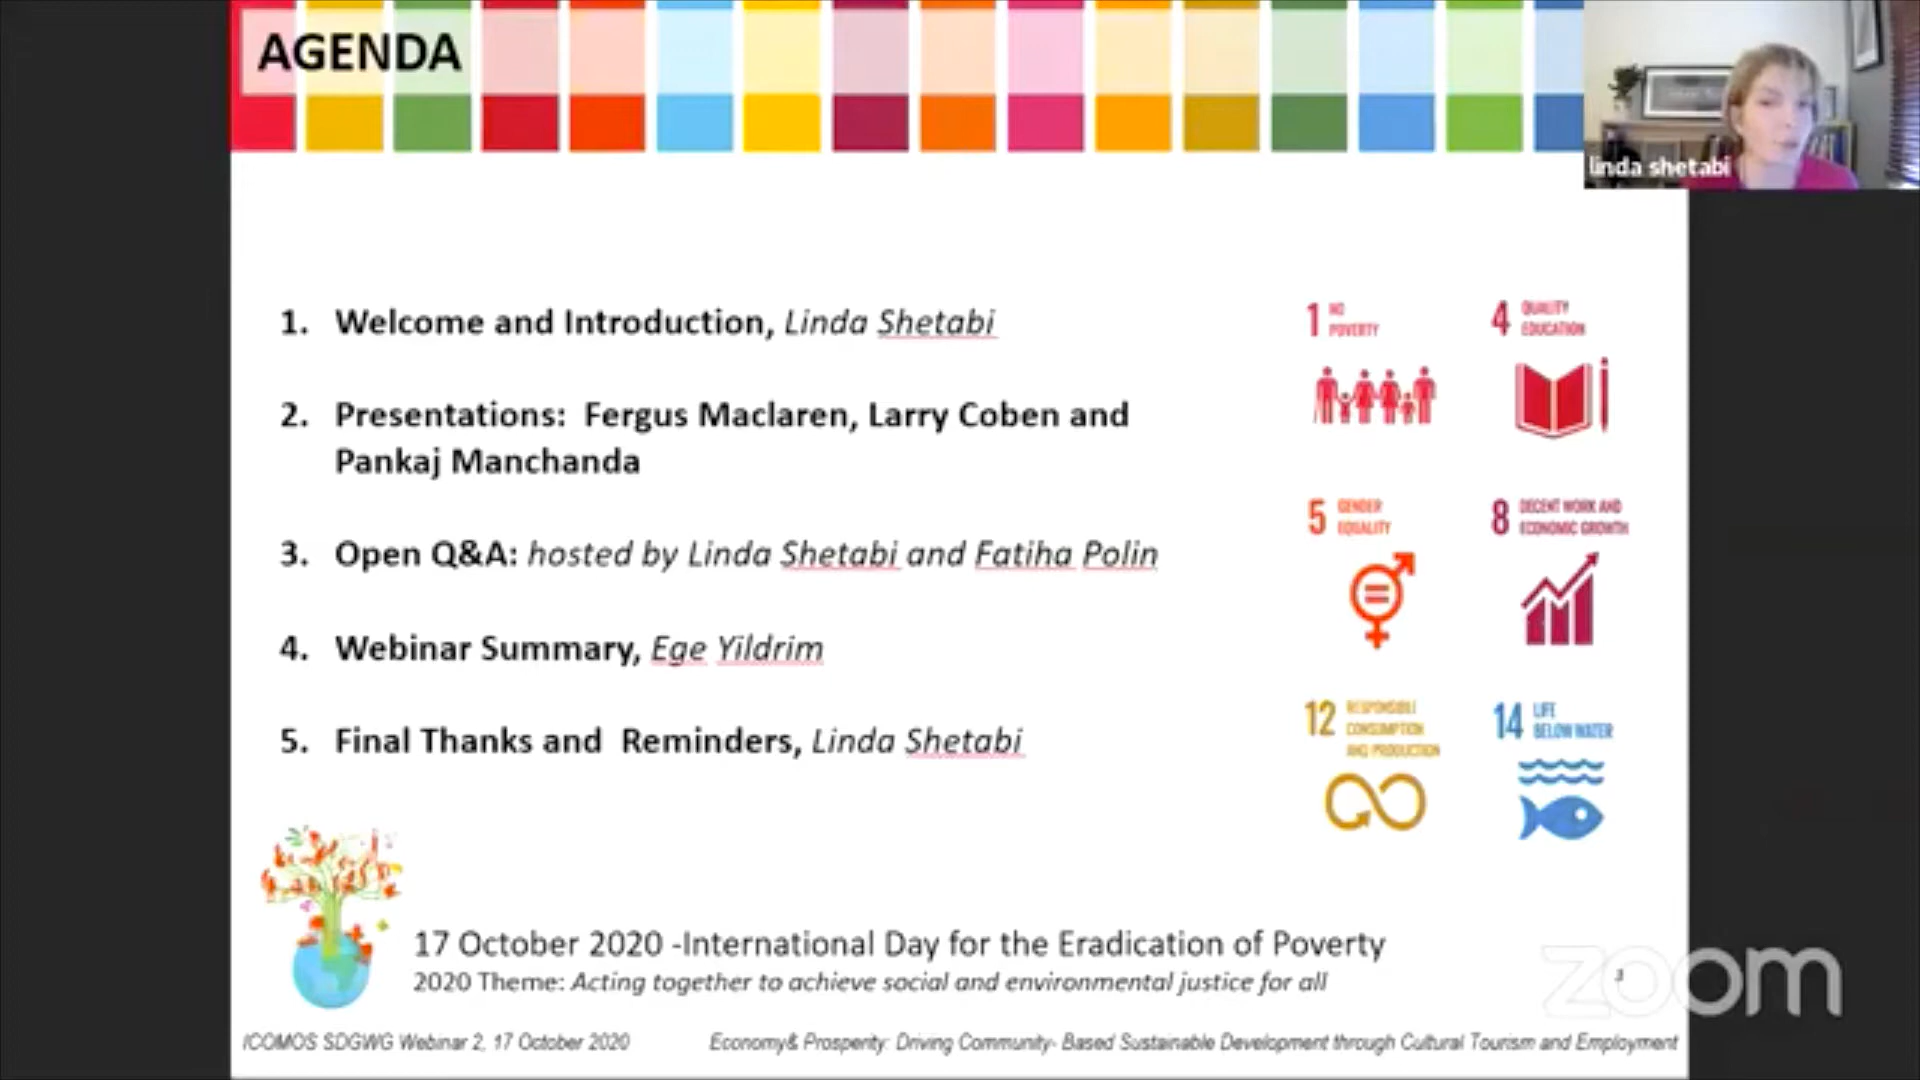 AGENDA
linda shetabi
1. Welcome and Introduction, Linda Shetabi
2. Presentations: Fergus Maclaren, Larry Coben and
Pankaj Manchanda
3. Open Q&A: hosted by Linda Shetabi and Fatiha Polin
4. Webinar Summary, Ege Yildrim
5. Final Thanks and Reminders, Linda Shetabi
1 NO
POVERTY
4 QUALITY
EDUCATION
5 GENDER
EQUALITY
8 DECENT WORK AND
ECONOMIC GROWTH
12 RESPONSIBLE
CONSUMPTION
AND PRODUCTION
14 LIFE
BELOW WATER
17 October 2020 -International Day for the Eradication of Poverty
2020 Theme: Acting together to achieve social and environmental justice for all
3
zoom
ICOMOS SDGWG Webinar 2, 17 October 2020
Economy& Prosperity: Driving Community- Based Sustainable Development through Cultural Tourism and Employment